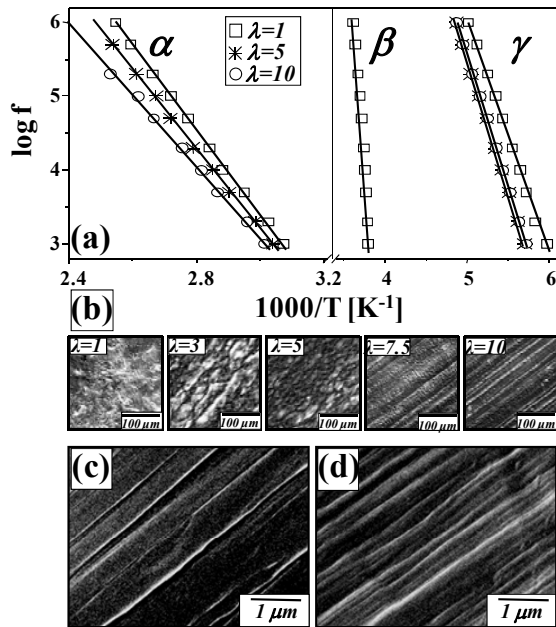 6
5
4
3
log f
α
λ=1
λ=5
λ=10
β
γ
(a)
2.4 2.8 3.2 4 5 6
1000/T [K-1]
(b)
λ=1 λ=3 λ=5 λ=7.5 λ=10
100 µm 100 µm 100 µm 100 µm 100 µm
(c) (d)
1 µm 1 µm